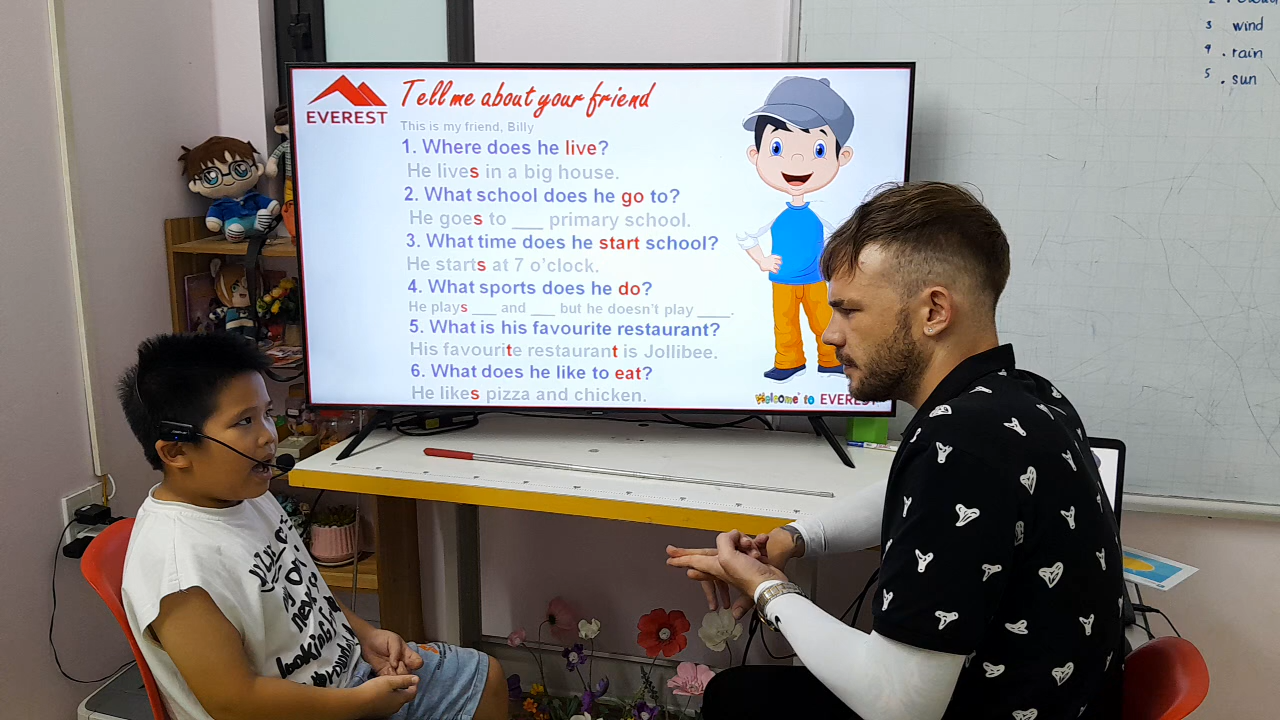 EVEREST
Tell me about your friend
This is my friend, Billy
1. Where does he live?
He lives in a big house.
2. What school does he go to?
He goes to ___ primary school.
3. What time does he start school?
He starts at 7 o'clock.
4. What sports does he do?
He plays ___ and ___ but he doesn't play ____.
5. What is his favourite restaurant?
His favourite restaurant is Jollibee.
6. What does he like to eat?
He likes pizza and chicken.
Welcome to EVEREST
3 wind
4 . rain
5 . sun
on
next
looking